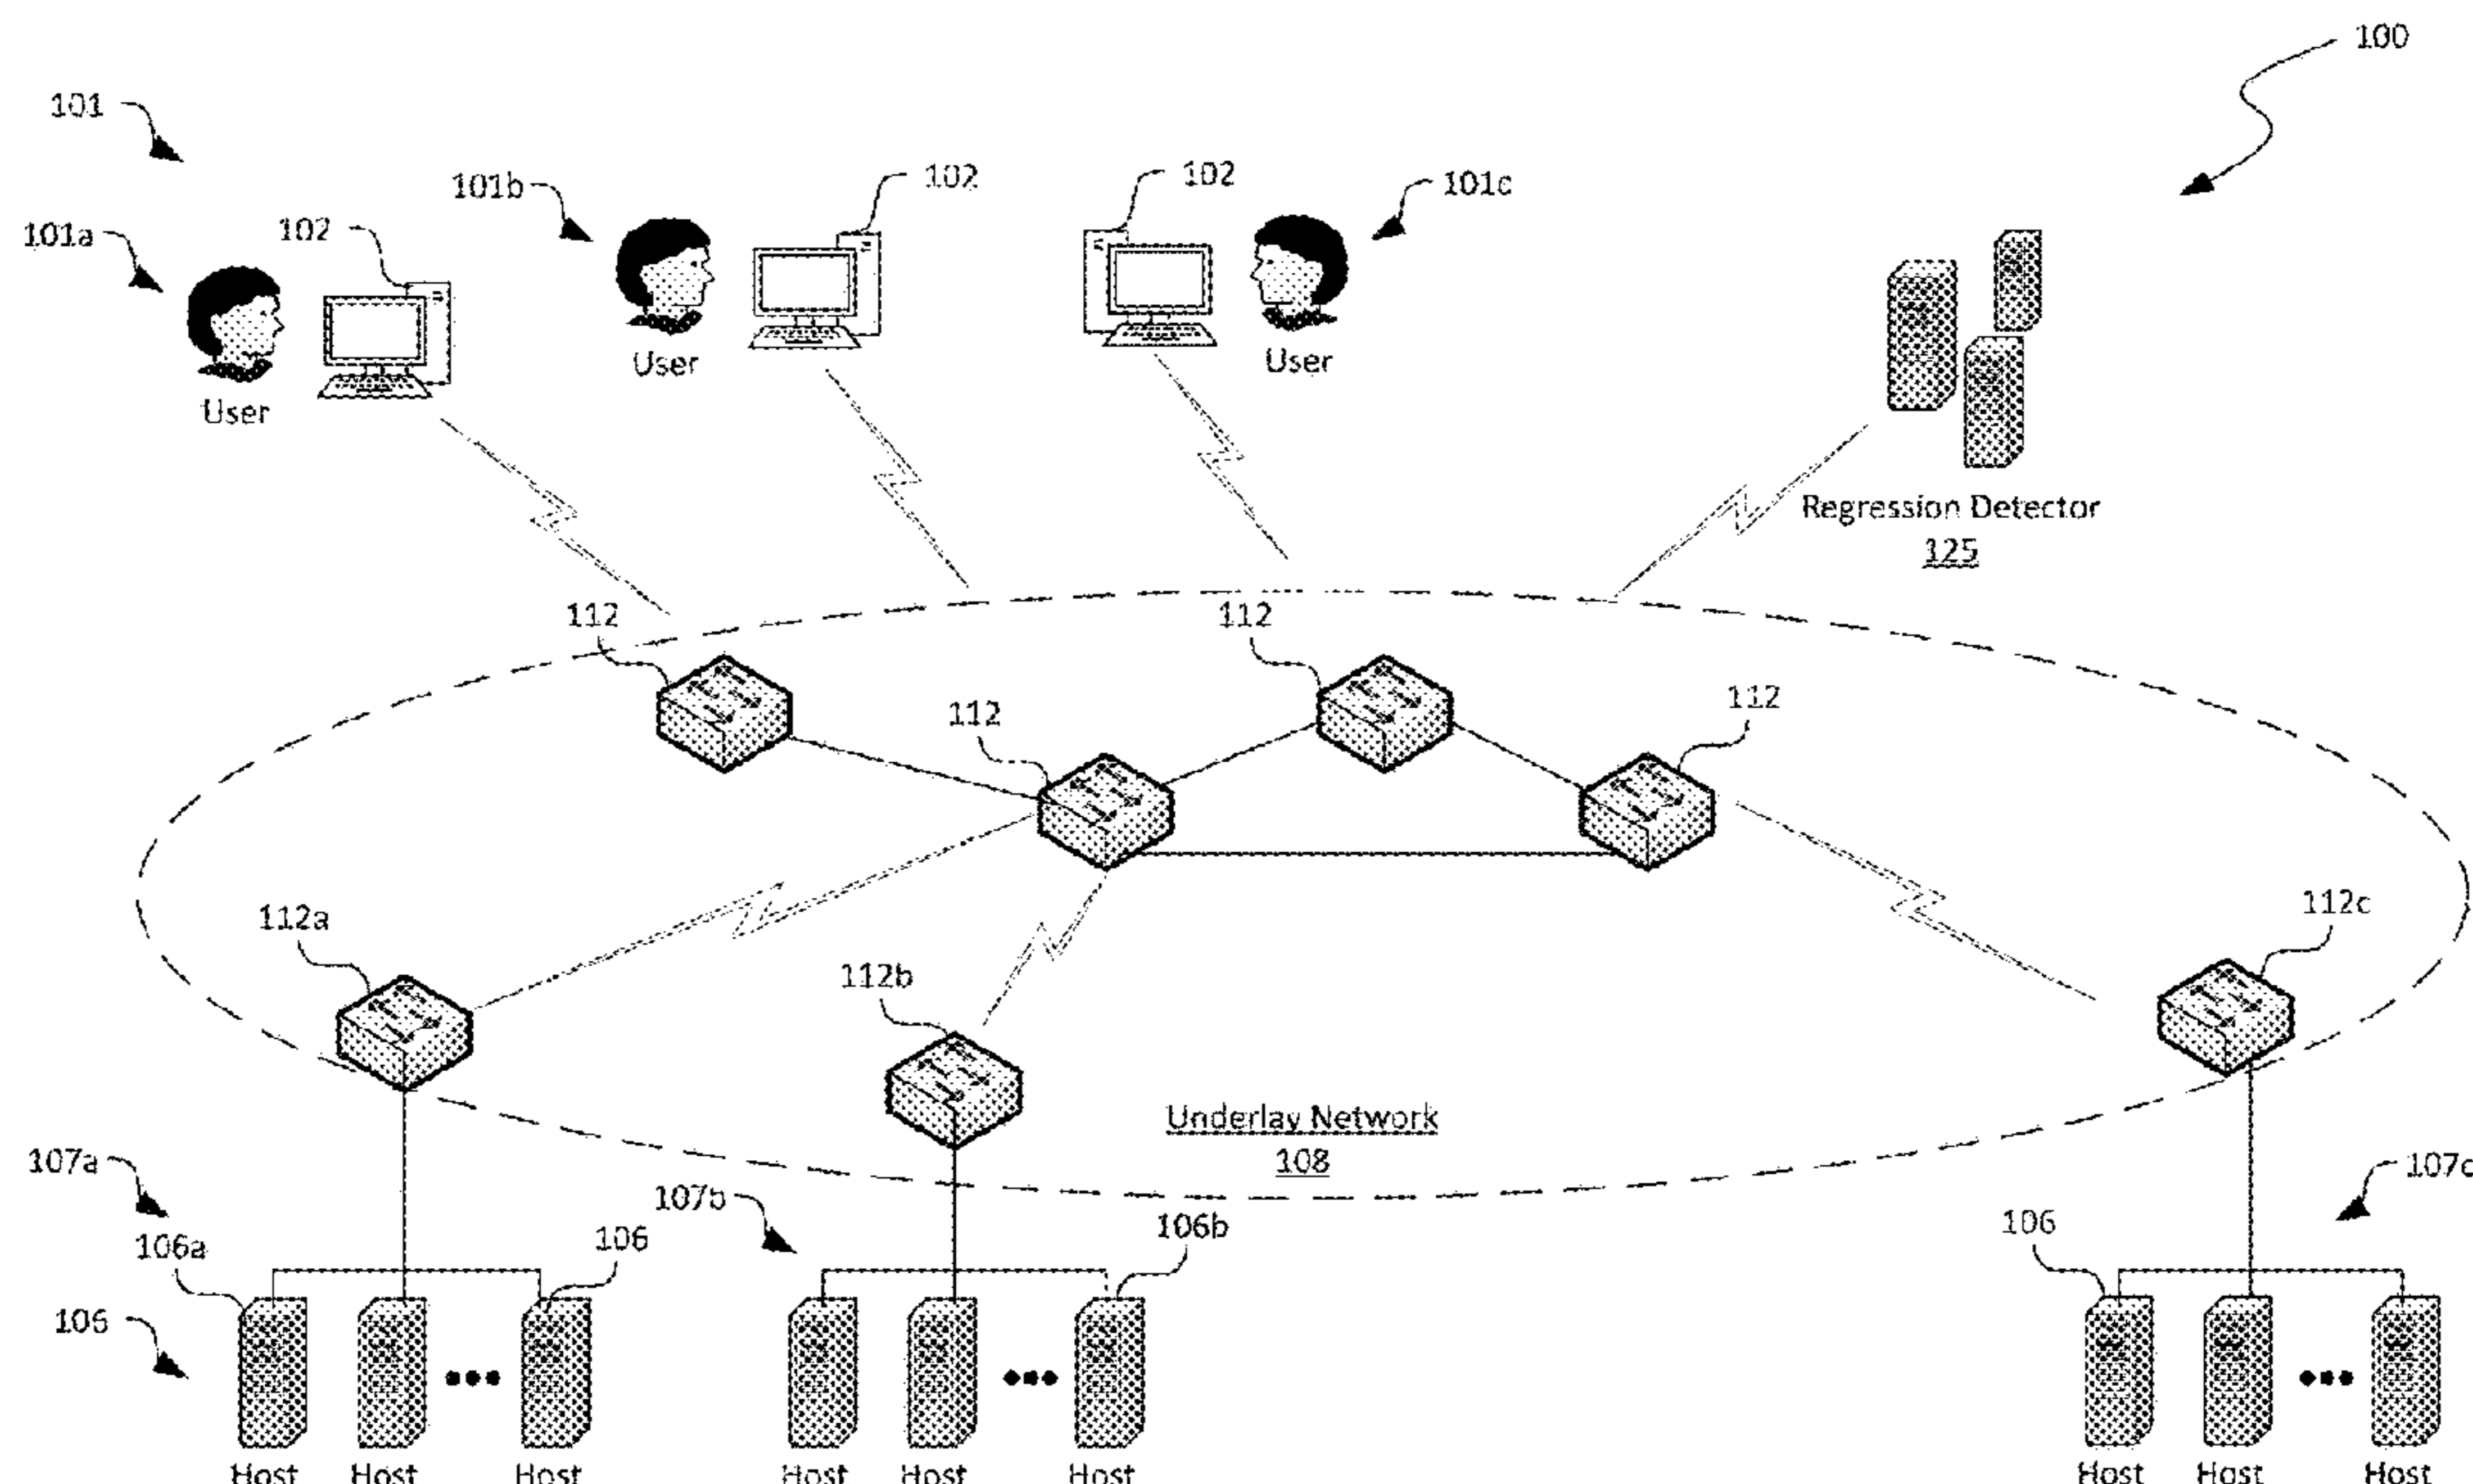 100
101
101b
102
102
101c
101a
102
User
User
User
Regression Detector
125
112
112
112
112
112a
112b
112c
Underlay Network
108
107a
107b
107c
106a
106
106b
106
106
Host
Host
Host
Host
Host
Host
Host
Host
Host